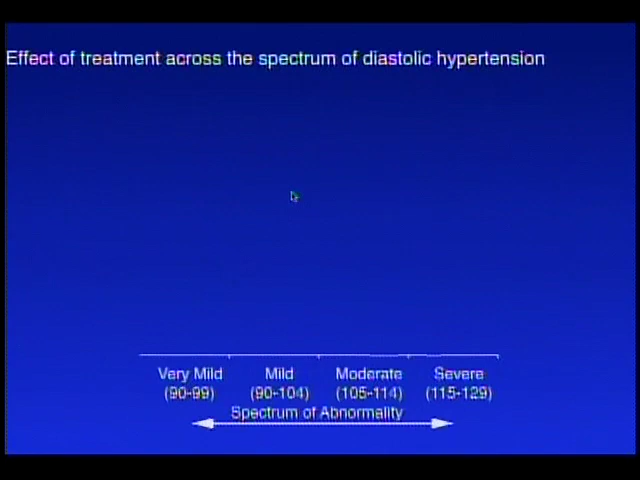 Effect of treatment across the spectrum of diastolic hypertension
Very Mild Mild Moderate Severe
(90-99) (90-104) (105-114) (115-129)
Spectrum of Abnormality